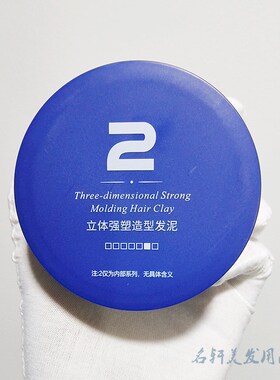 2
Three-dimensional Strong
Molding Hair Clay
立体强塑造型发泥
□□□□□■□
注:2仅为内部系列，无具体含义
名轩美发用